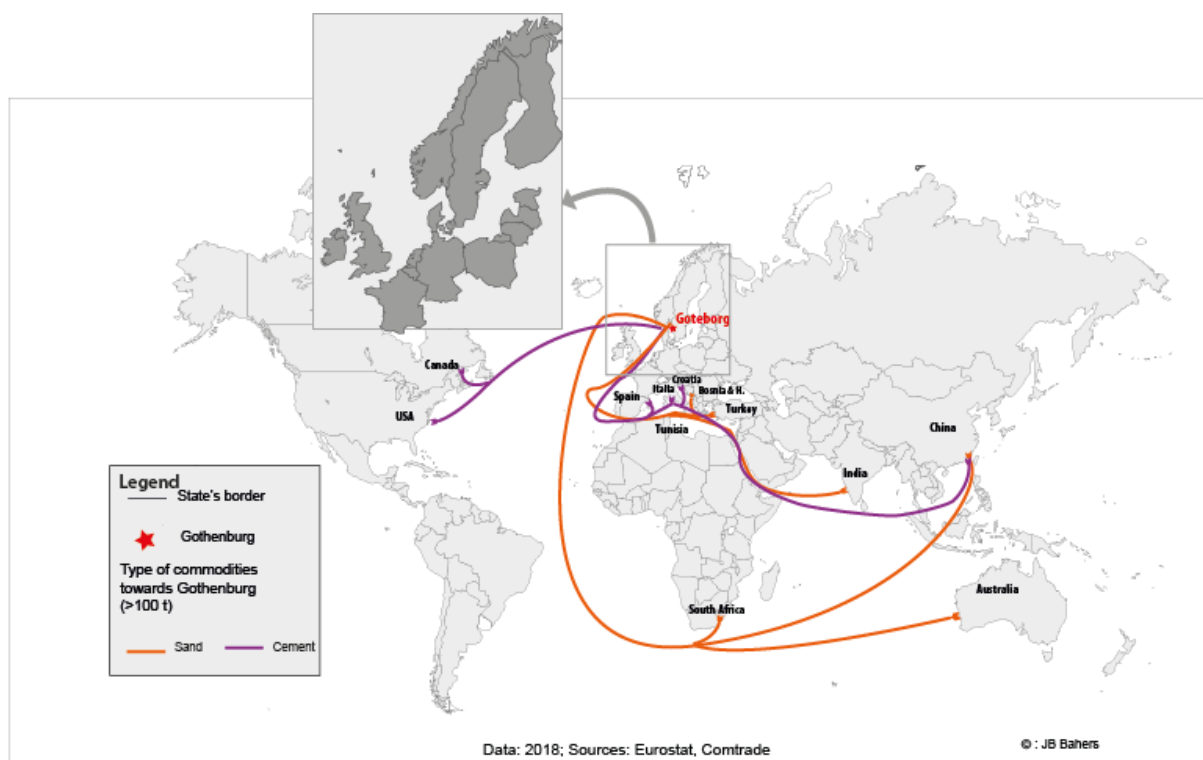 Goteborg
Canada
Croatia
Italia
Bosnia & H.
Spain
USA
Turkey
Tunisia
China
India
Legend
State's border
Gothenburg
Type of commodities
towards Gothenburg
(>100 t)
Sand
Cement
Australia
South Africa
Data: 2018; Sources: Eurostat, Comtrade
© : JB Bahers